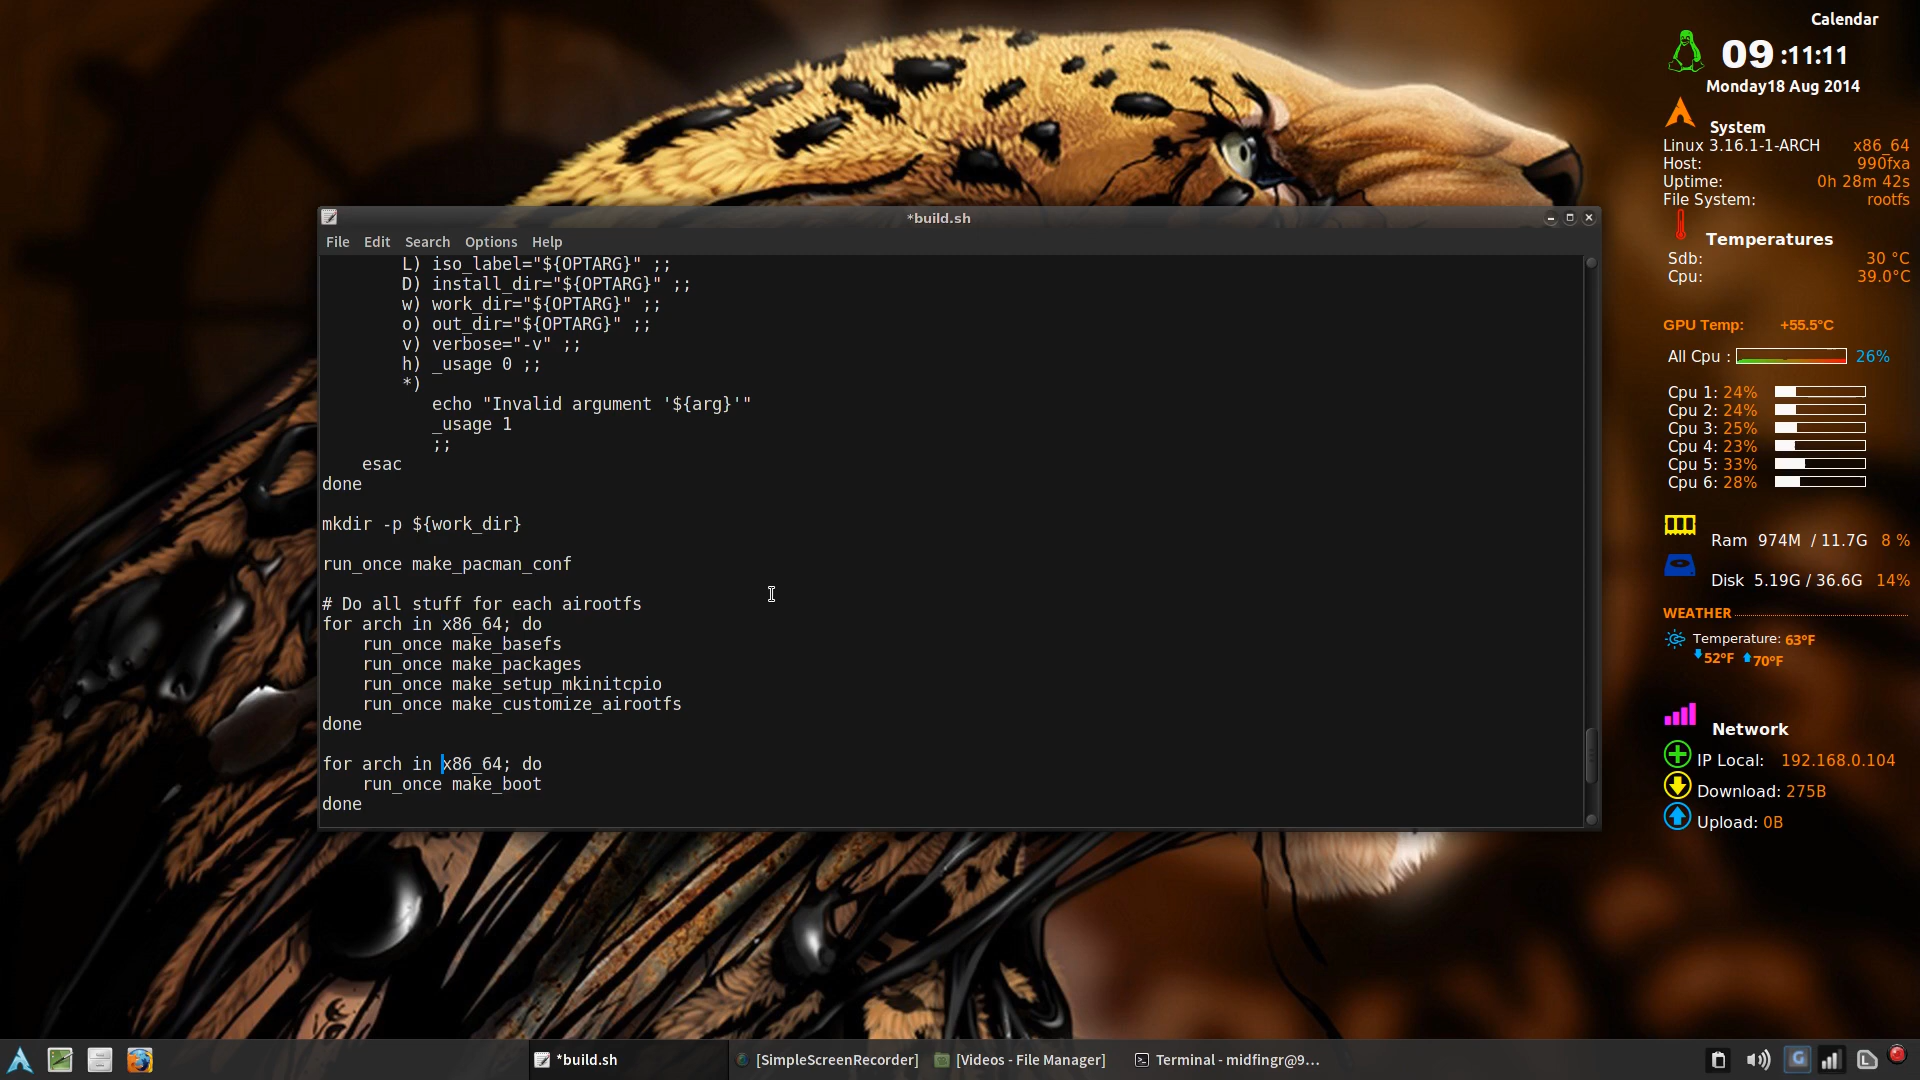 *build.sh
File Edit Search Options Help
L) iso_label="${OPTARG}" ;;
D) install_dir="${OPTARG}" ;;
w) work_dir="${OPTARG}" ;;
o) out_dir="${OPTARG}" ;;
v) verbose="-v" ;;
h) _usage 0 ;;
*)
echo "Invalid argument '${arg}'"
_usage 1
;;
esac
done
mkdir -p ${work_dir}
run_once make_pacman_conf
# Do all stuff for each airootfs
for arch in x86_64; do
run_once make_basefs
run_once make_packages
run_once make_setup_mkinitcpio
run_once make_customize_airootfs
done
for arch in x86_64; do
run_once make_boot
done
Calendar
09 :11:11
Monday18 Aug 2014
System
Linux 3.16.1-1-ARCH x86_64
Host: 990fxa
Uptime: 0h 28m 42s
File System: rootfs
Temperatures
Sdb: 30 °C
Cpu: 39.0°C
GPU Temp: +55.5°C
All Cpu : 26%
Cpu 1: 24%
Cpu 2: 24%
Cpu 3: 25%
Cpu 4: 23%
Cpu 5: 33%
Cpu 6: 28%
Ram 974M / 11.7G 8 %
Disk 5.19G / 36.6G 14%
WEATHER
Temperature: 63°F
52°F 70°F
Network
IP Local: 192.168.0.104
Download: 275B
Upload: 0B
*build.sh [SimpleScreenRecorder] [Videos - File Manager] Terminal - midfingr@9... G